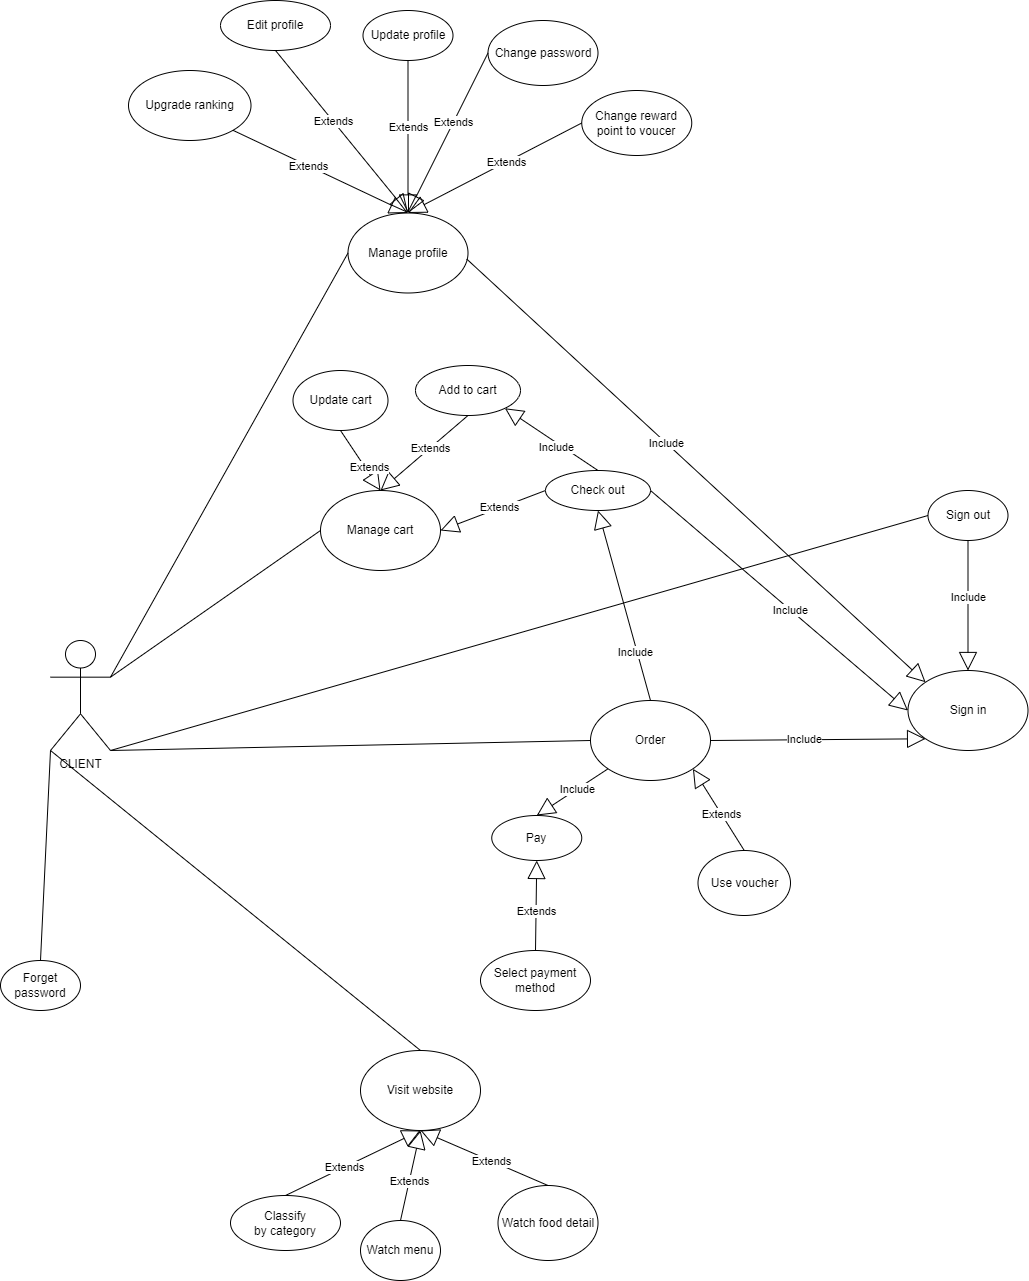 Edit profile
Update profile
Change password
Upgrade ranking
Change reward
point to voucer
Extends
Extends
Extends
Extends
Extends
Manage profile
Update cart
Add to cart
Include
Extends
Include
Extends
Check out
Extends
Manage cart
Sign out
Include
Include
Include
Sign in
CLIENT
Order
Include
Include
Extends
Pay
Use voucher
Extends
Forget
password
Select payment
method
Visit website
Extends
Extends
Extends
Classify
by category
Watch food detail
Watch menu